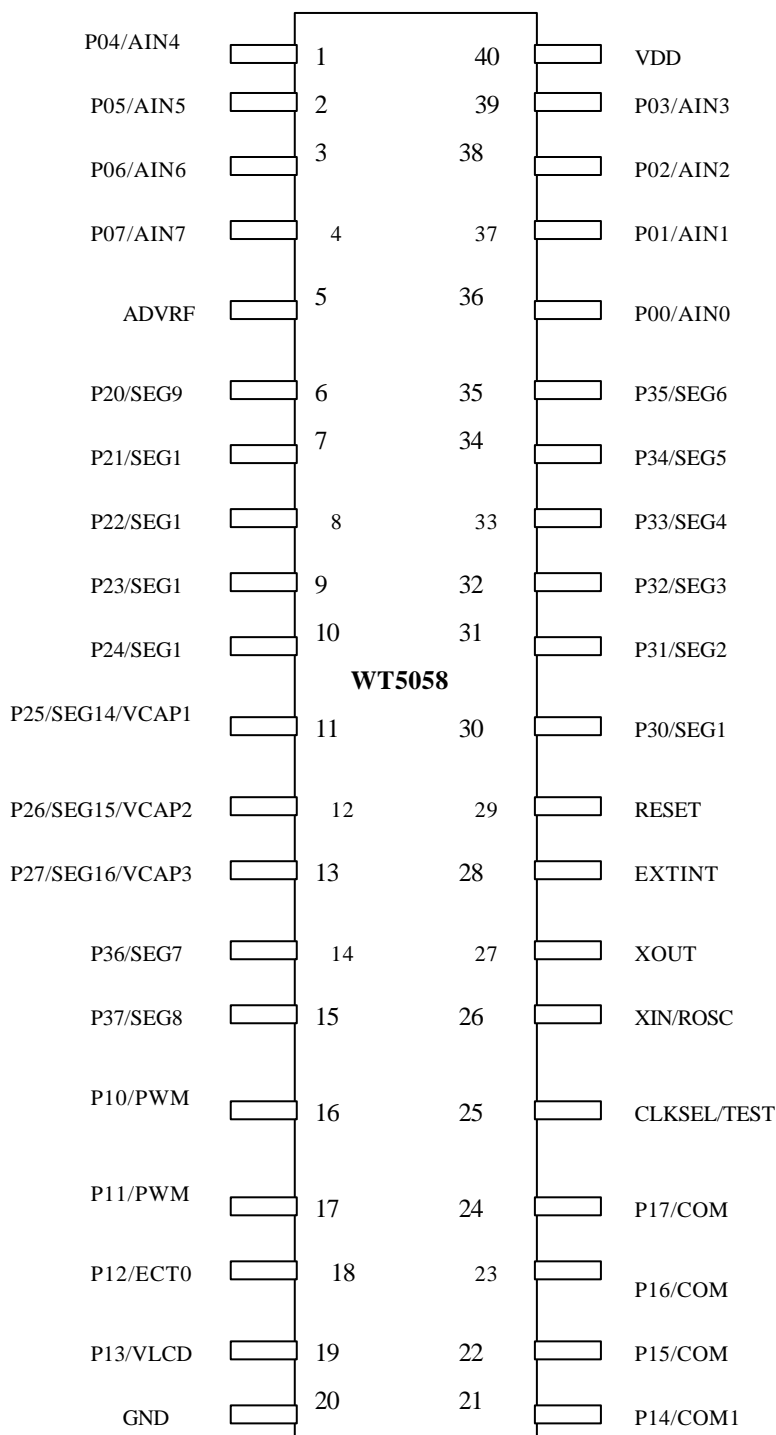 P04/AIN4 1 40 VDD
P05/AIN5 2 39 P03/AIN3
P06/AIN6 3 38 P02/AIN2
P07/AIN7 4 37 P01/AIN1
ADVRF 5 36 P00/AIN0
P20/SEG9 6 35 P35/SEG6
P21/SEG1 7 34 P34/SEG5
P22/SEG1 8 33 P33/SEG4
P23/SEG1 9 32 P32/SEG3
P24/SEG1 10 31 P31/SEG2
WT5058
P25/SEG14/VCAP1 11 30 P30/SEG1
P26/SEG15/VCAP2 12 29 RESET
P27/SEG16/VCAP3 13 28 EXTINT
P36/SEG7 14 27 XOUT
P37/SEG8 15 26 XIN/ROSC
P10/PWM 16 25 CLKSEL/TEST
P11/PWM 17 24 P17/COM
P12/ECT0 18 23 P16/COM
P13/VLCD 19 22 P15/COM
GND 20 21 P14/COM1